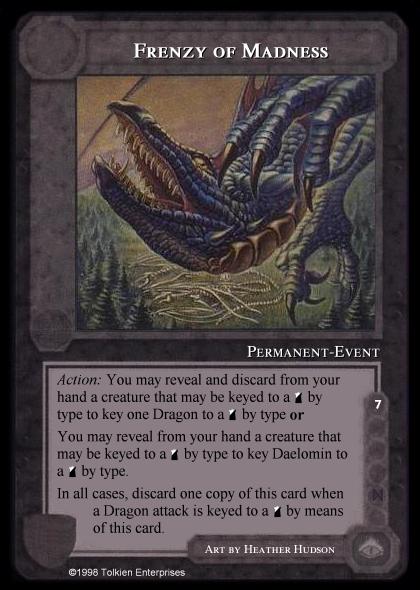 FRENZY OF MADNESS
PERMANENT-EVENT
Action: You may reveal and discard from your
hand a creature that may be keyed to a by
type to key one Dragon to a by type or
You may reveal from your hand a creature that
may be keyed to a by type to key Daelomin to
a by type.
In all cases, discard one copy of this card when
a Dragon attack is keyed to a by means
of this card.
7
N
ART BY HEATHER HUDSON
©1998 Tolkien Enterprises